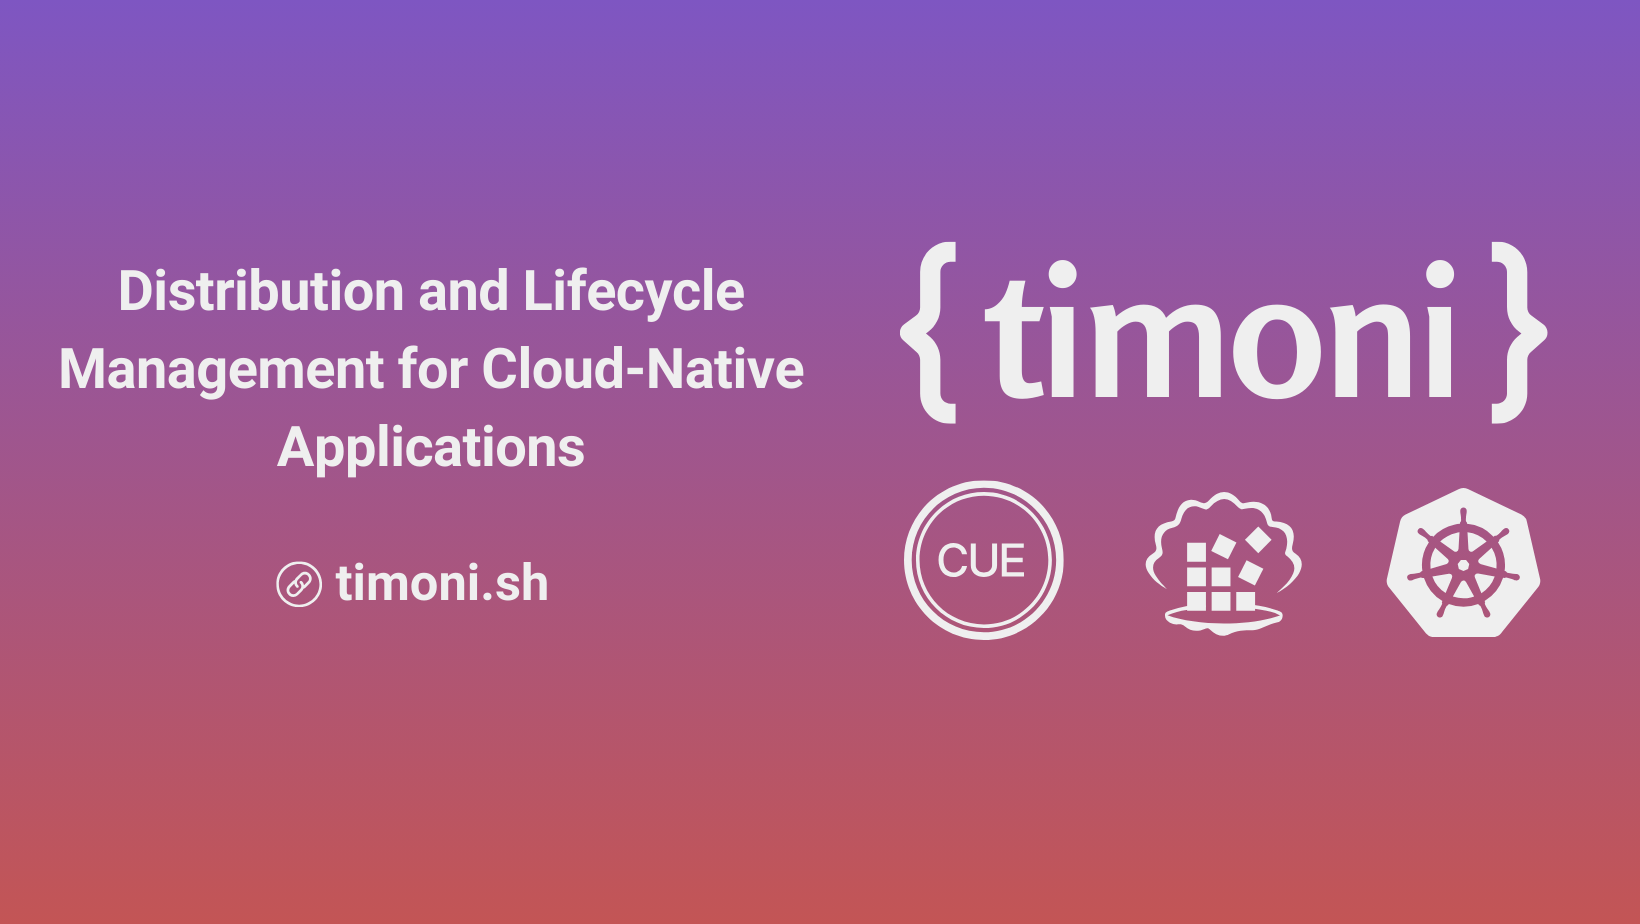 Distribution and Lifecycle
Management for Cloud-Native
Applications
timoni.sh
{timoni}
CUE